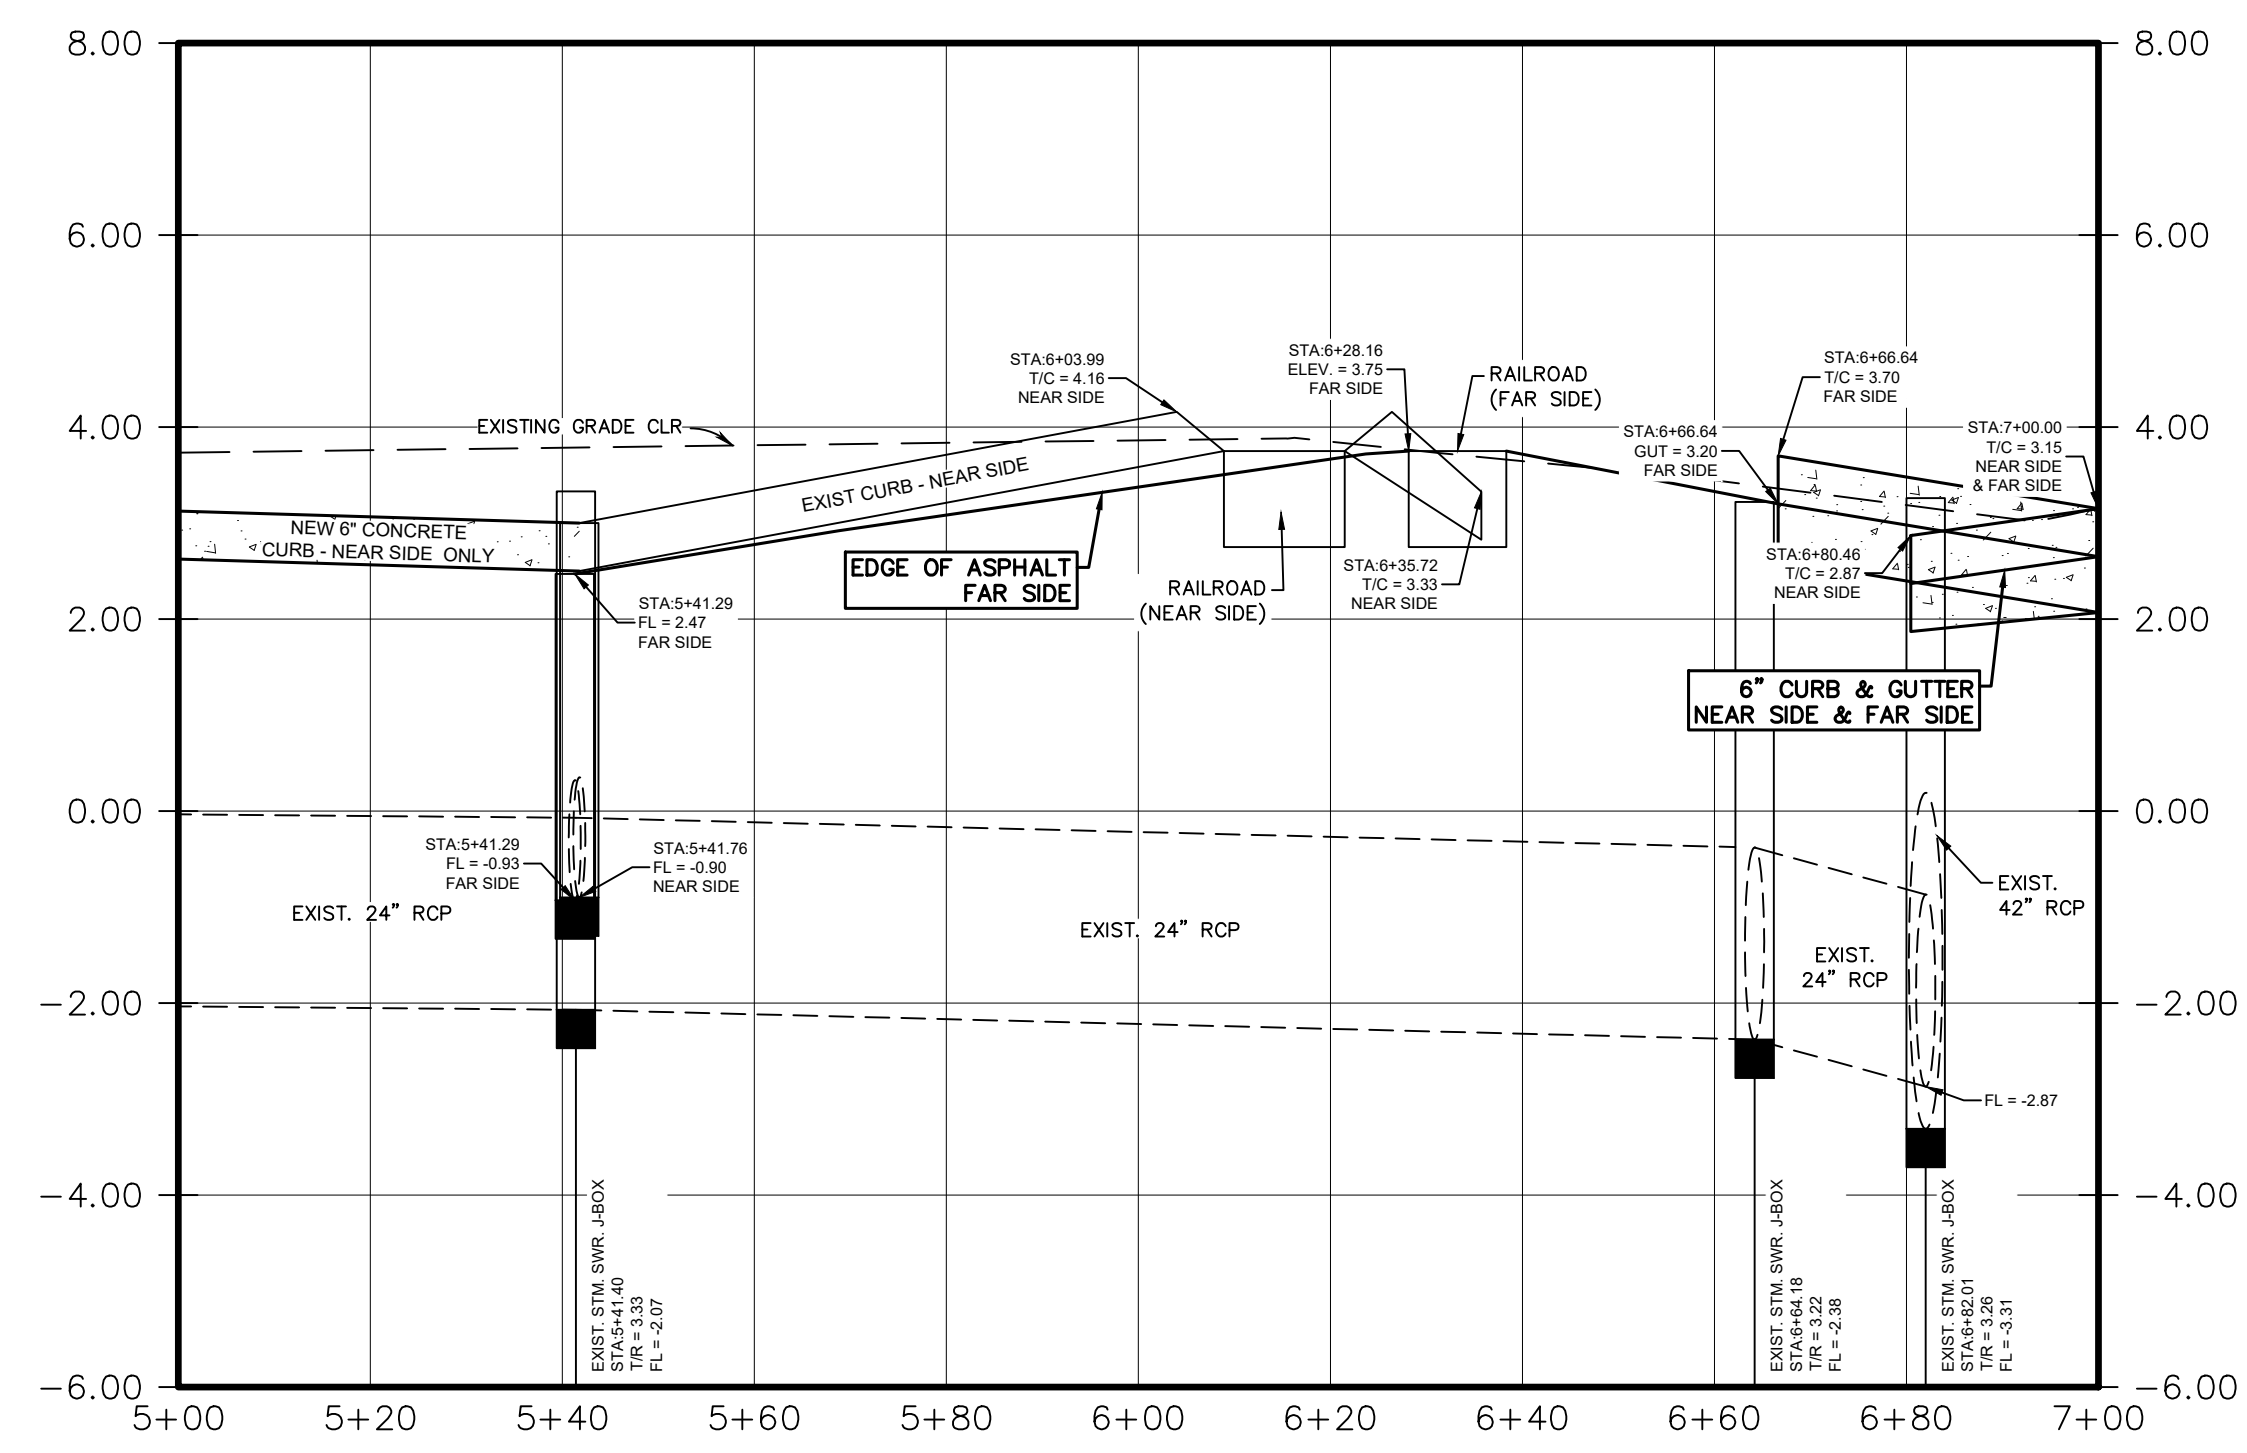 8.00
8.00
6.00
6.00
STA:6+03.99
T/C = 4.16
NEAR SIDE
STA:6+28.16
ELEV. = 3.75
FAR SIDE
RAILROAD
(FAR SIDE)
STA:6+66.64
T/C = 3.70
FAR SIDE
4.00
EXISTING GRADE CLR
STA:6+66.64
GUT = 3.20
FAR SIDE
STA:7+00.00
T/C = 3.15
NEAR SIDE
& FAR SIDE
4.00
EXIST CURB - NEAR SIDE
NEW 6" CONCRETE
CURB - NEAR SIDE ONLY
EDGE OF ASPHALT
FAR SIDE
RAILROAD
(NEAR SIDE)
STA:6+35.72
T/C = 3.33
NEAR SIDE
STA:6+80.46
T/C = 2.87
NEAR SIDE
STA:5+41.29
FL = 2.47
FAR SIDE
2.00
2.00
6" CURB & GUTTER
NEAR SIDE & FAR SIDE
0.00
0.00
STA:5+41.29
FL = -0.93
FAR SIDE
STA:5+41.76
FL = -0.90
NEAR SIDE
EXIST.
42" RCP
EXIST. 24" RCP
EXIST. 24" RCP
EXIST.
24" RCP
-2.00
-2.00
FL = -2.87
-4.00
-4.00
EXIST. STM. SWR. J-BOX
STA:5+41.40
T/R = 3.33
FL = -2.07
EXIST. STM. SWR. J-BOX
STA:6+64.18
T/R = 3.22
FL = -2.38
EXIST. STM. SWR. J-BOX
STA:6+82.01
T/R = 3.26
FL = -3.31
-6.00
-6.00
5+00 5+20 5+40 5+60 5+80 6+00 6+20 6+40 6+60 6+80 7+00